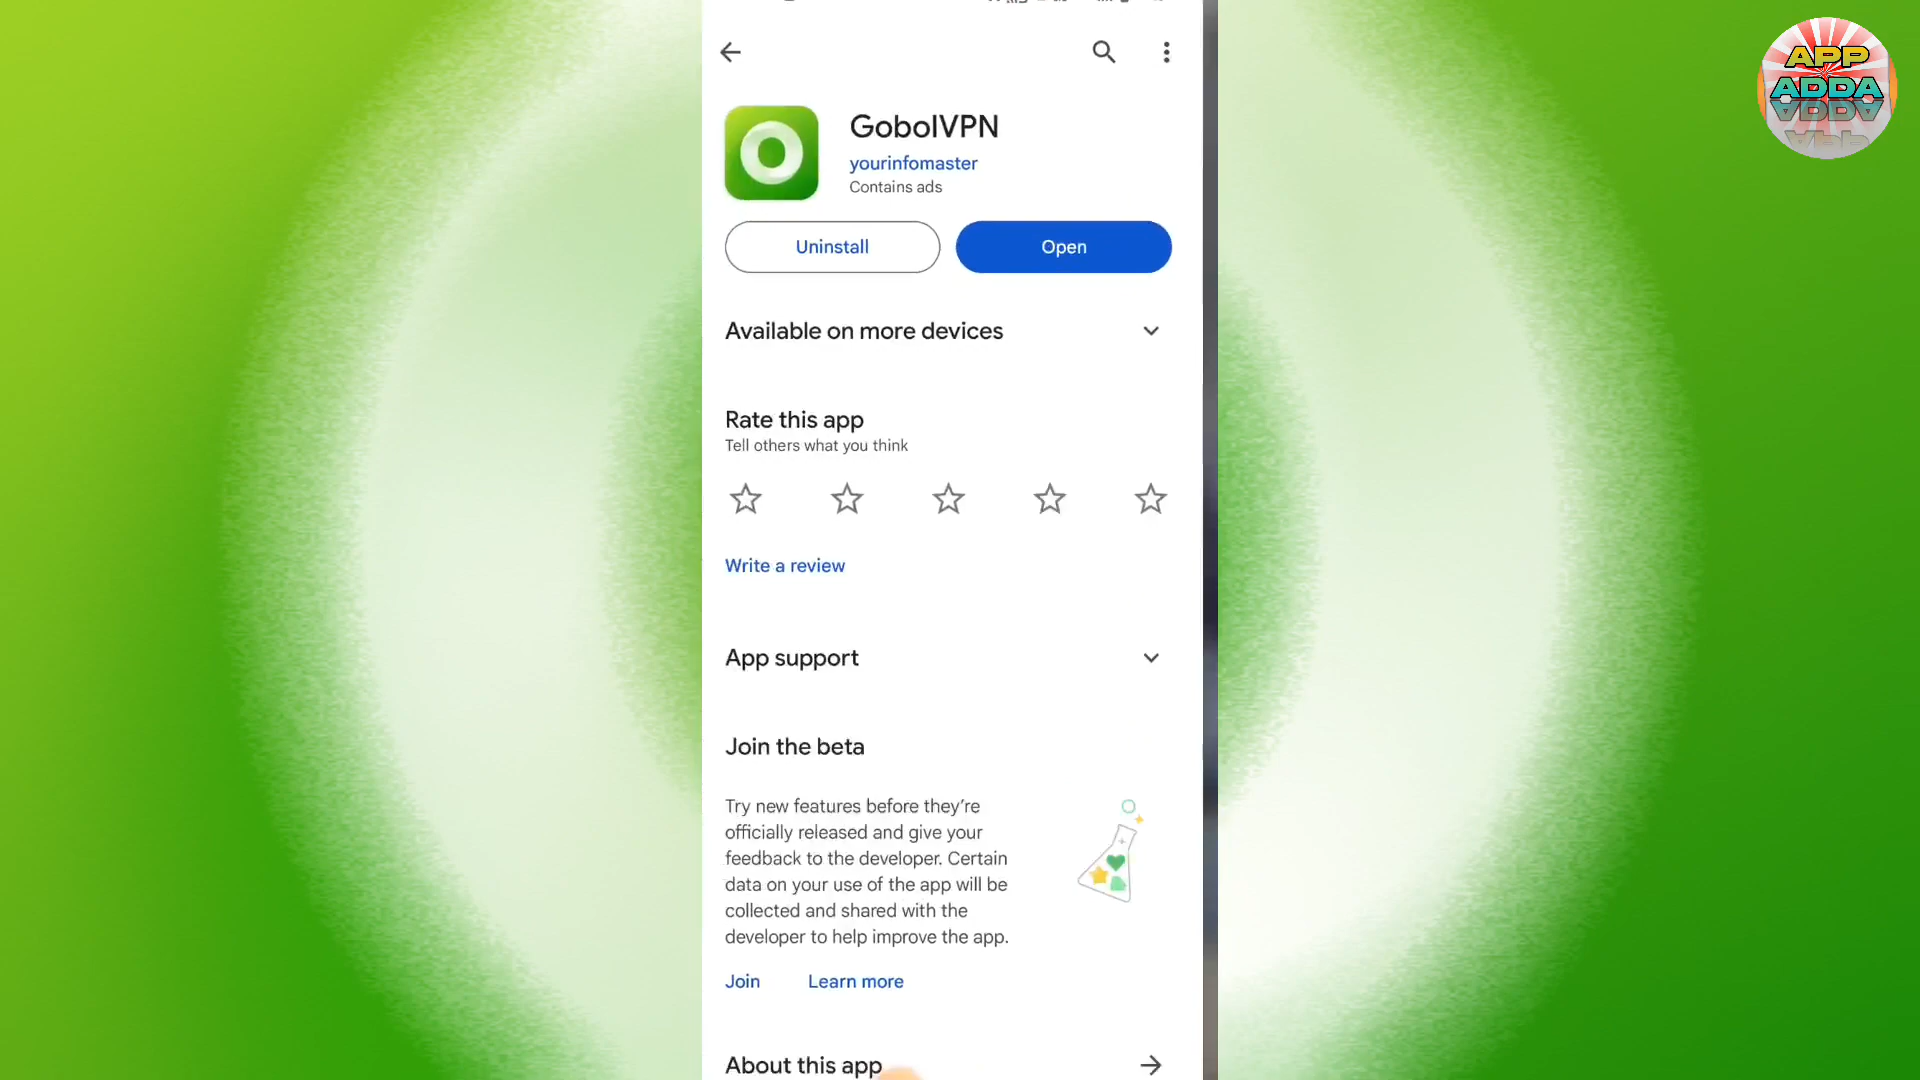 APP
ADDA
GobolVPN
yourinfomaster
Contains ads
Uninstall
Open
Available on more devices
Rate this app
Tell others what you think
Write a review
App support
Join the beta
Try new features before they're
officially released and give your
feedback to the developer. Certain
data on your use of the app will be
collected and shared with the
developer to help improve the app.
Join
Learn more
About this app